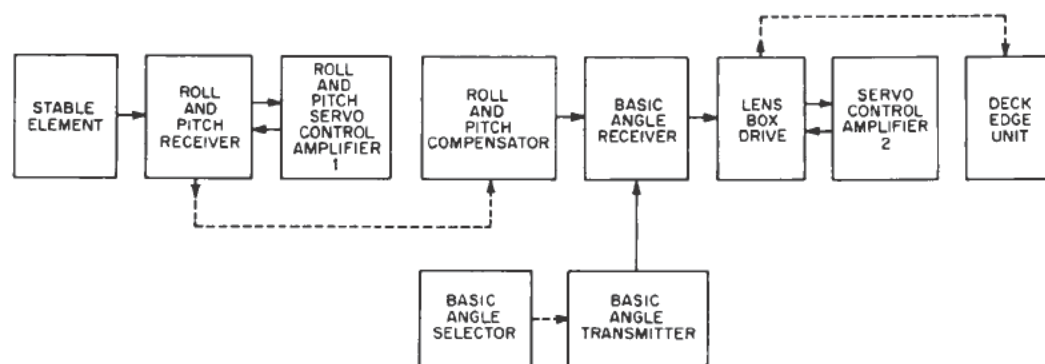 STABLE
ELEMENT
ROLL
AND
PITCH
RECEIVER
ROLL
AND
PITCH
SERVO
CONTROL
AMPLIFIER
1
ROLL
AND
PITCH
COMPENSATOR
BASIC
ANGLE
RECEIVER
LENS
BOX
DRIVE
SERVO
CONTROL
AMPLIFIER
2
DECK
EDGE
UNIT
BASIC
ANGLE
SELECTOR
BASIC
ANGLE
TRANSMITTER